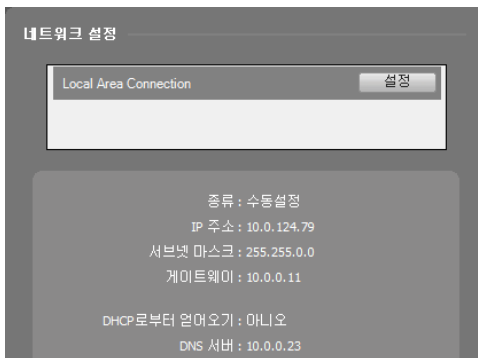 네트워크 설정
Local Area Connection 설정
종류 : 수동설정
IP 주소 : 10.0.124.79
서브넷 마스크 : 255.255.0.0
게이트웨이 : 10.0.0.11
DHCP로부터 얻어오기 : 아니오
DNS 서버 : 10.0.0.23